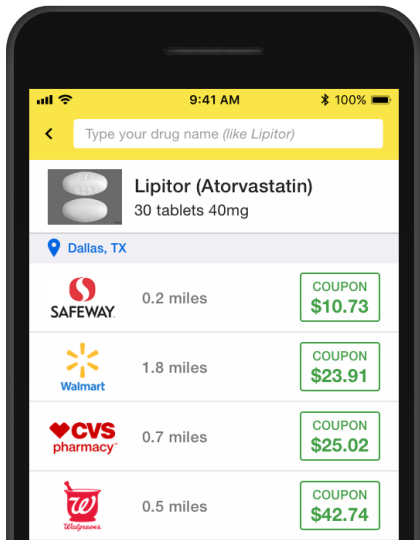 9:41 AM
100%
Type your drug name (like Lipitor)
Lipitor (Atorvastatin)
30 tablets 40mg
Dallas, TX
SAFEWAY
0.2 miles
COUPON
$10.73
Walmart
1.8 miles
COUPON
$23.91
CVS
pharmacy
0.7 miles
COUPON
$25.02
W
Walgreens
0.5 miles
COUPON
$42.74